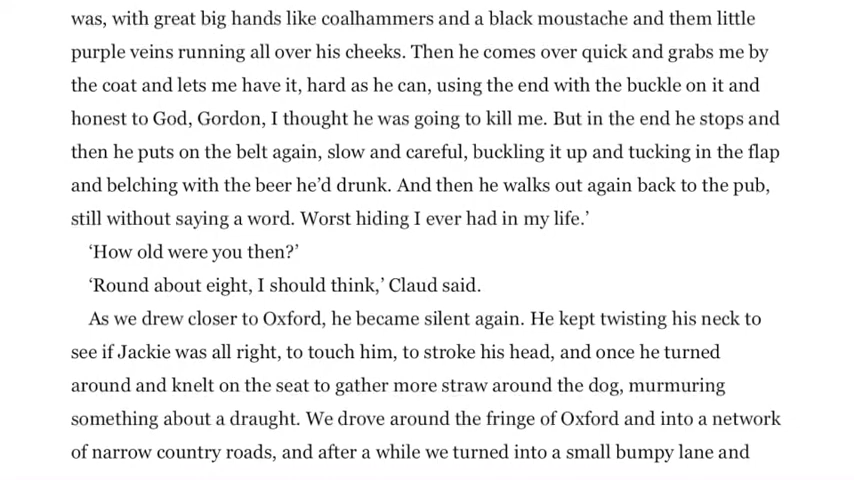 was, with great big hands like coalhammers and a black moustache and them little
purple veins running all over his cheeks. Then he comes over quick and grabs me by
the coat and lets me have it, hard as he can, using the end with the buckle on it and
honest to God, Gordon, I thought he was going to kill me. But in the end he stops and
then he puts on the belt again, slow and careful, buckling it up and tucking in the flap
and belching with the beer he’d drunk. And then he walks out again back to the pub,
still without saying a word. Worst hiding I ever had in my life.’
‘How old were you then?’
‘Round about eight, I should think,’ Claud said.
As we drew closer to Oxford, he became silent again. He kept twisting his neck to
see if Jackie was all right, to touch him, to stroke his head, and once he turned
around and knelt on the seat to gather more straw around the dog, murmuring
something about a draught. We drove around the fringe of Oxford and into a network
of narrow country roads, and after a while we turned into a small bumpy lane and